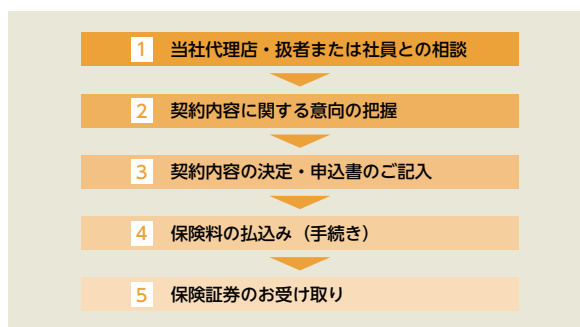 1 当社代理店・扱者または社員との相談
2 契約内容に関する意向の把握
3 契約内容の決定・申込書のご記入
4 保険料の払込み（手続き）
5 保険証券のお受け取り